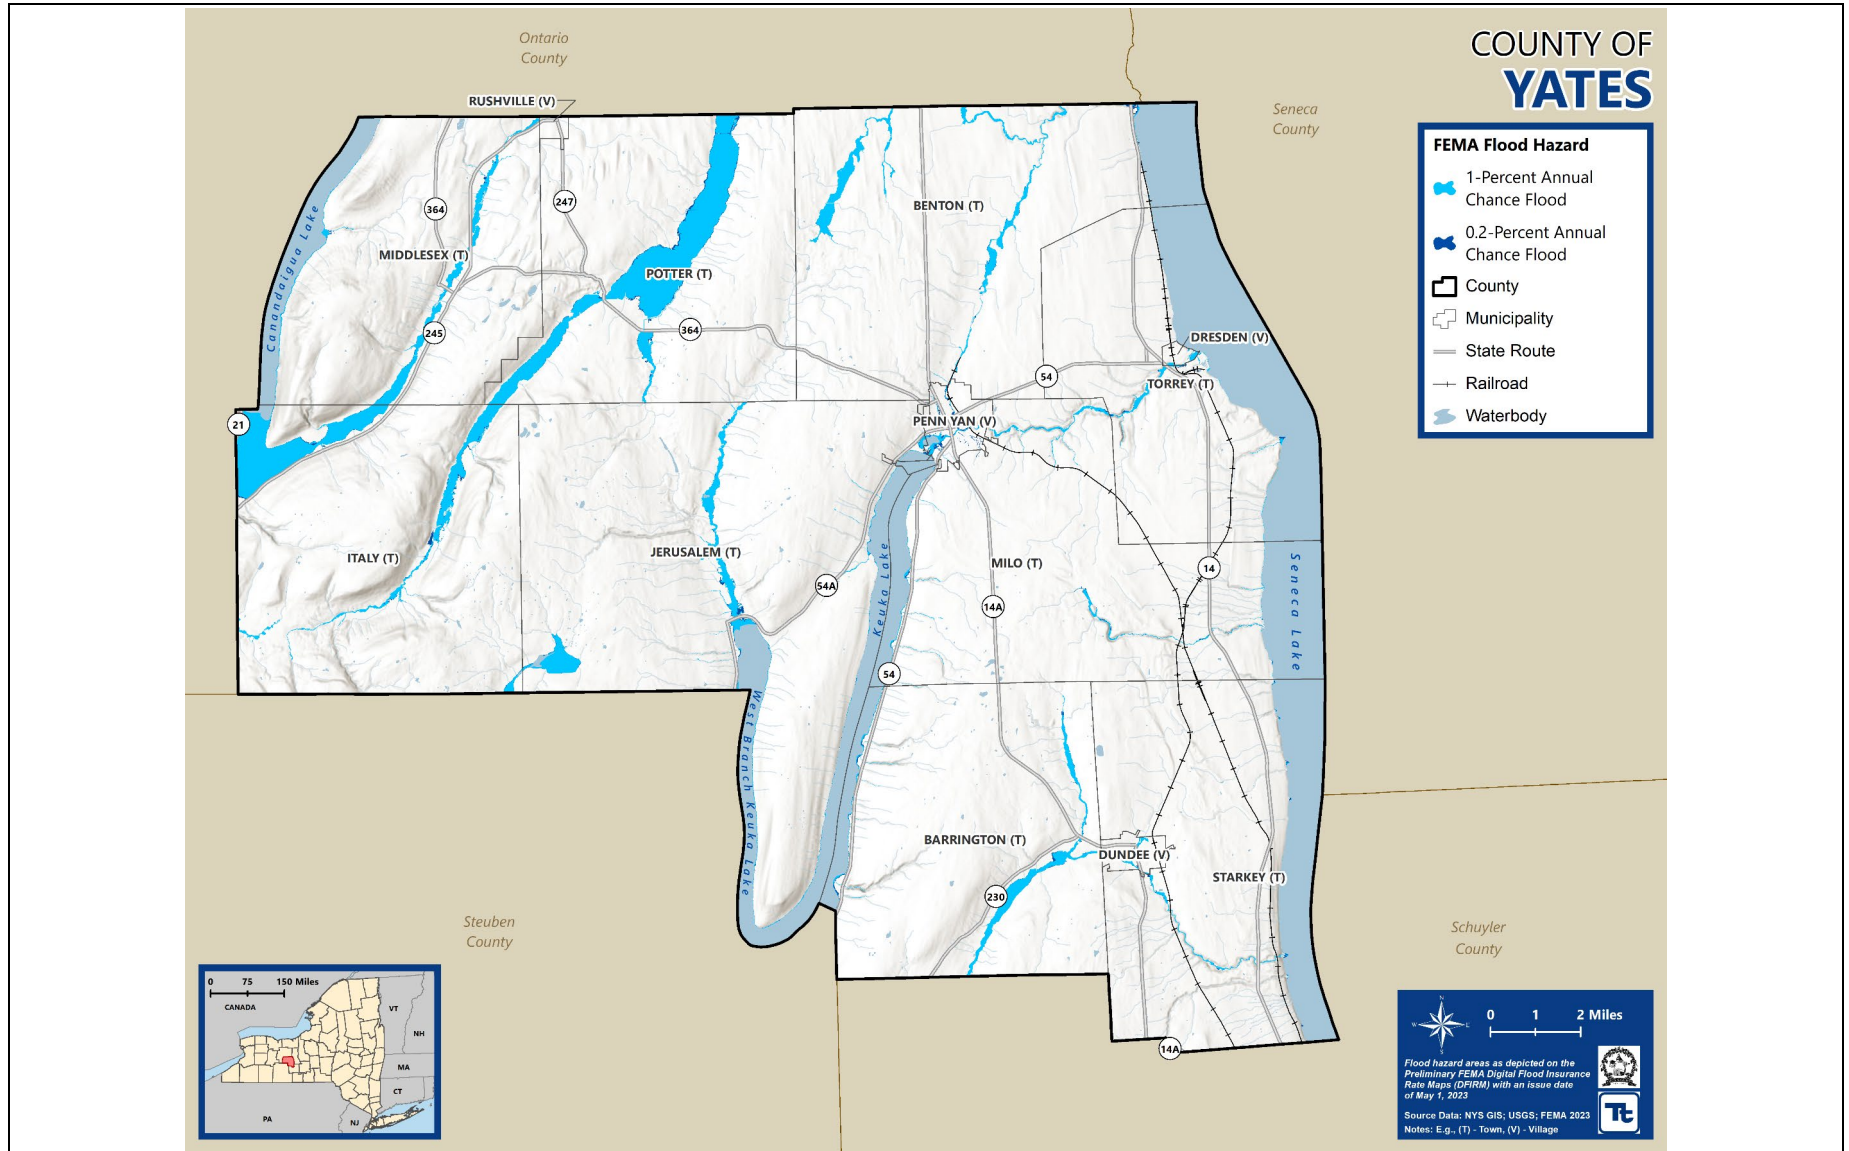 COUNTY OF
YATES
Ontario
County
Seneca
County
RUSHVILLE (V)
FEMA Flood Hazard
1-Percent Annual
Chance Flood
0.2-Percent Annual
Chance Flood
County
Municipality
State Route
Railroad
Waterbody
364
247
BENTON (T)
Canandaigua Lake
MIDDLESEX (T)
POTTER (T)
245
364
DRESDEN (V)
54
TORREY (T)
21
PENN YAN (V)
ITALY (T)
JERUSALEM (T)
54A
Keuka Lake
MILO (T)
14
14A
Seneca Lake
54
West Branch Keuka Lake
BARRINGTON (T)
DUNDEE (V)
STARKEY (T)
230
Steuben
County
Schuyler
County
14A
0 75 150 Miles
CANADA
VT
NH
MA
CT
PA
NJ
N
W
E
S
0 1 2 Miles
Flood hazard areas as depicted on the
Preliminary FEMA Digital Flood Insurance
Rate Maps (DFIRM) with an issue date
of May 1, 2023
Source Data: NYS GIS; USGS; FEMA 2023
Notes: E.g., (T) - Town, (V) - Village
Tt